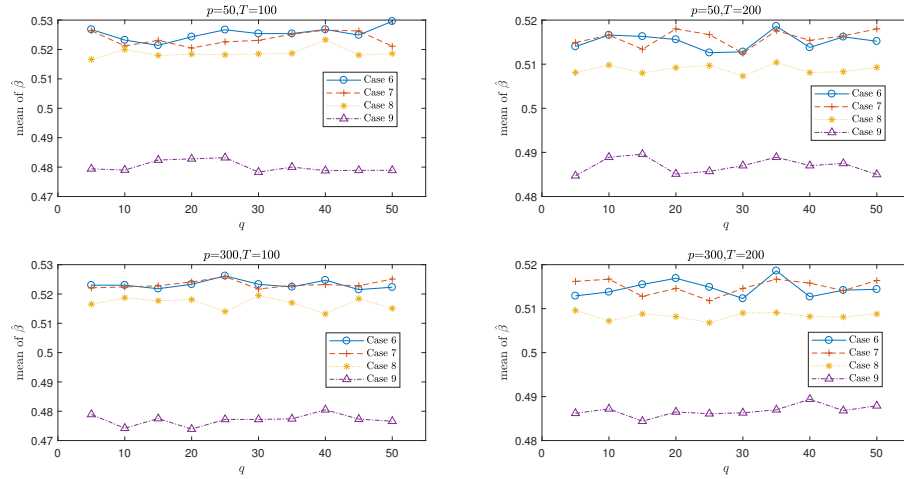 p=50,T=100
mean of β̂
0.53
0.52
0.51
0.5
0.49
0.48
0.47
0 10 20 30 40 50
q
Case 6
Case 7
Case 8
Case 9
p=50,T=200
mean of β̂
0.52
0.51
0.5
0.49
0.48
0 10 20 30 40 50
q
Case 6
Case 7
Case 8
Case 9
p=300,T=100
mean of β̂
0.53
0.52
0.51
0.5
0.49
0.48
0.47
0 10 20 30 40 50
q
Case 6
Case 7
Case 8
Case 9
p=300,T=200
mean of β̂
0.52
0.51
0.5
0.49
0.48
0 10 20 30 40 50
q
Case 6
Case 7
Case 8
Case 9